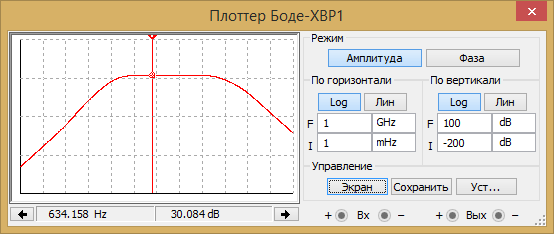 Плоттер Боде-XBP1
Режим
Амплитуда Фаза
По горизонтали По вертикали
Log Лин Log Лин
F 1 GHz F 100 dB
I 1 mHz I -200 dB
Управление
Экран Сохранить Уст...
634.158 Hz 30.084 dB
+ Вх − + Вых −